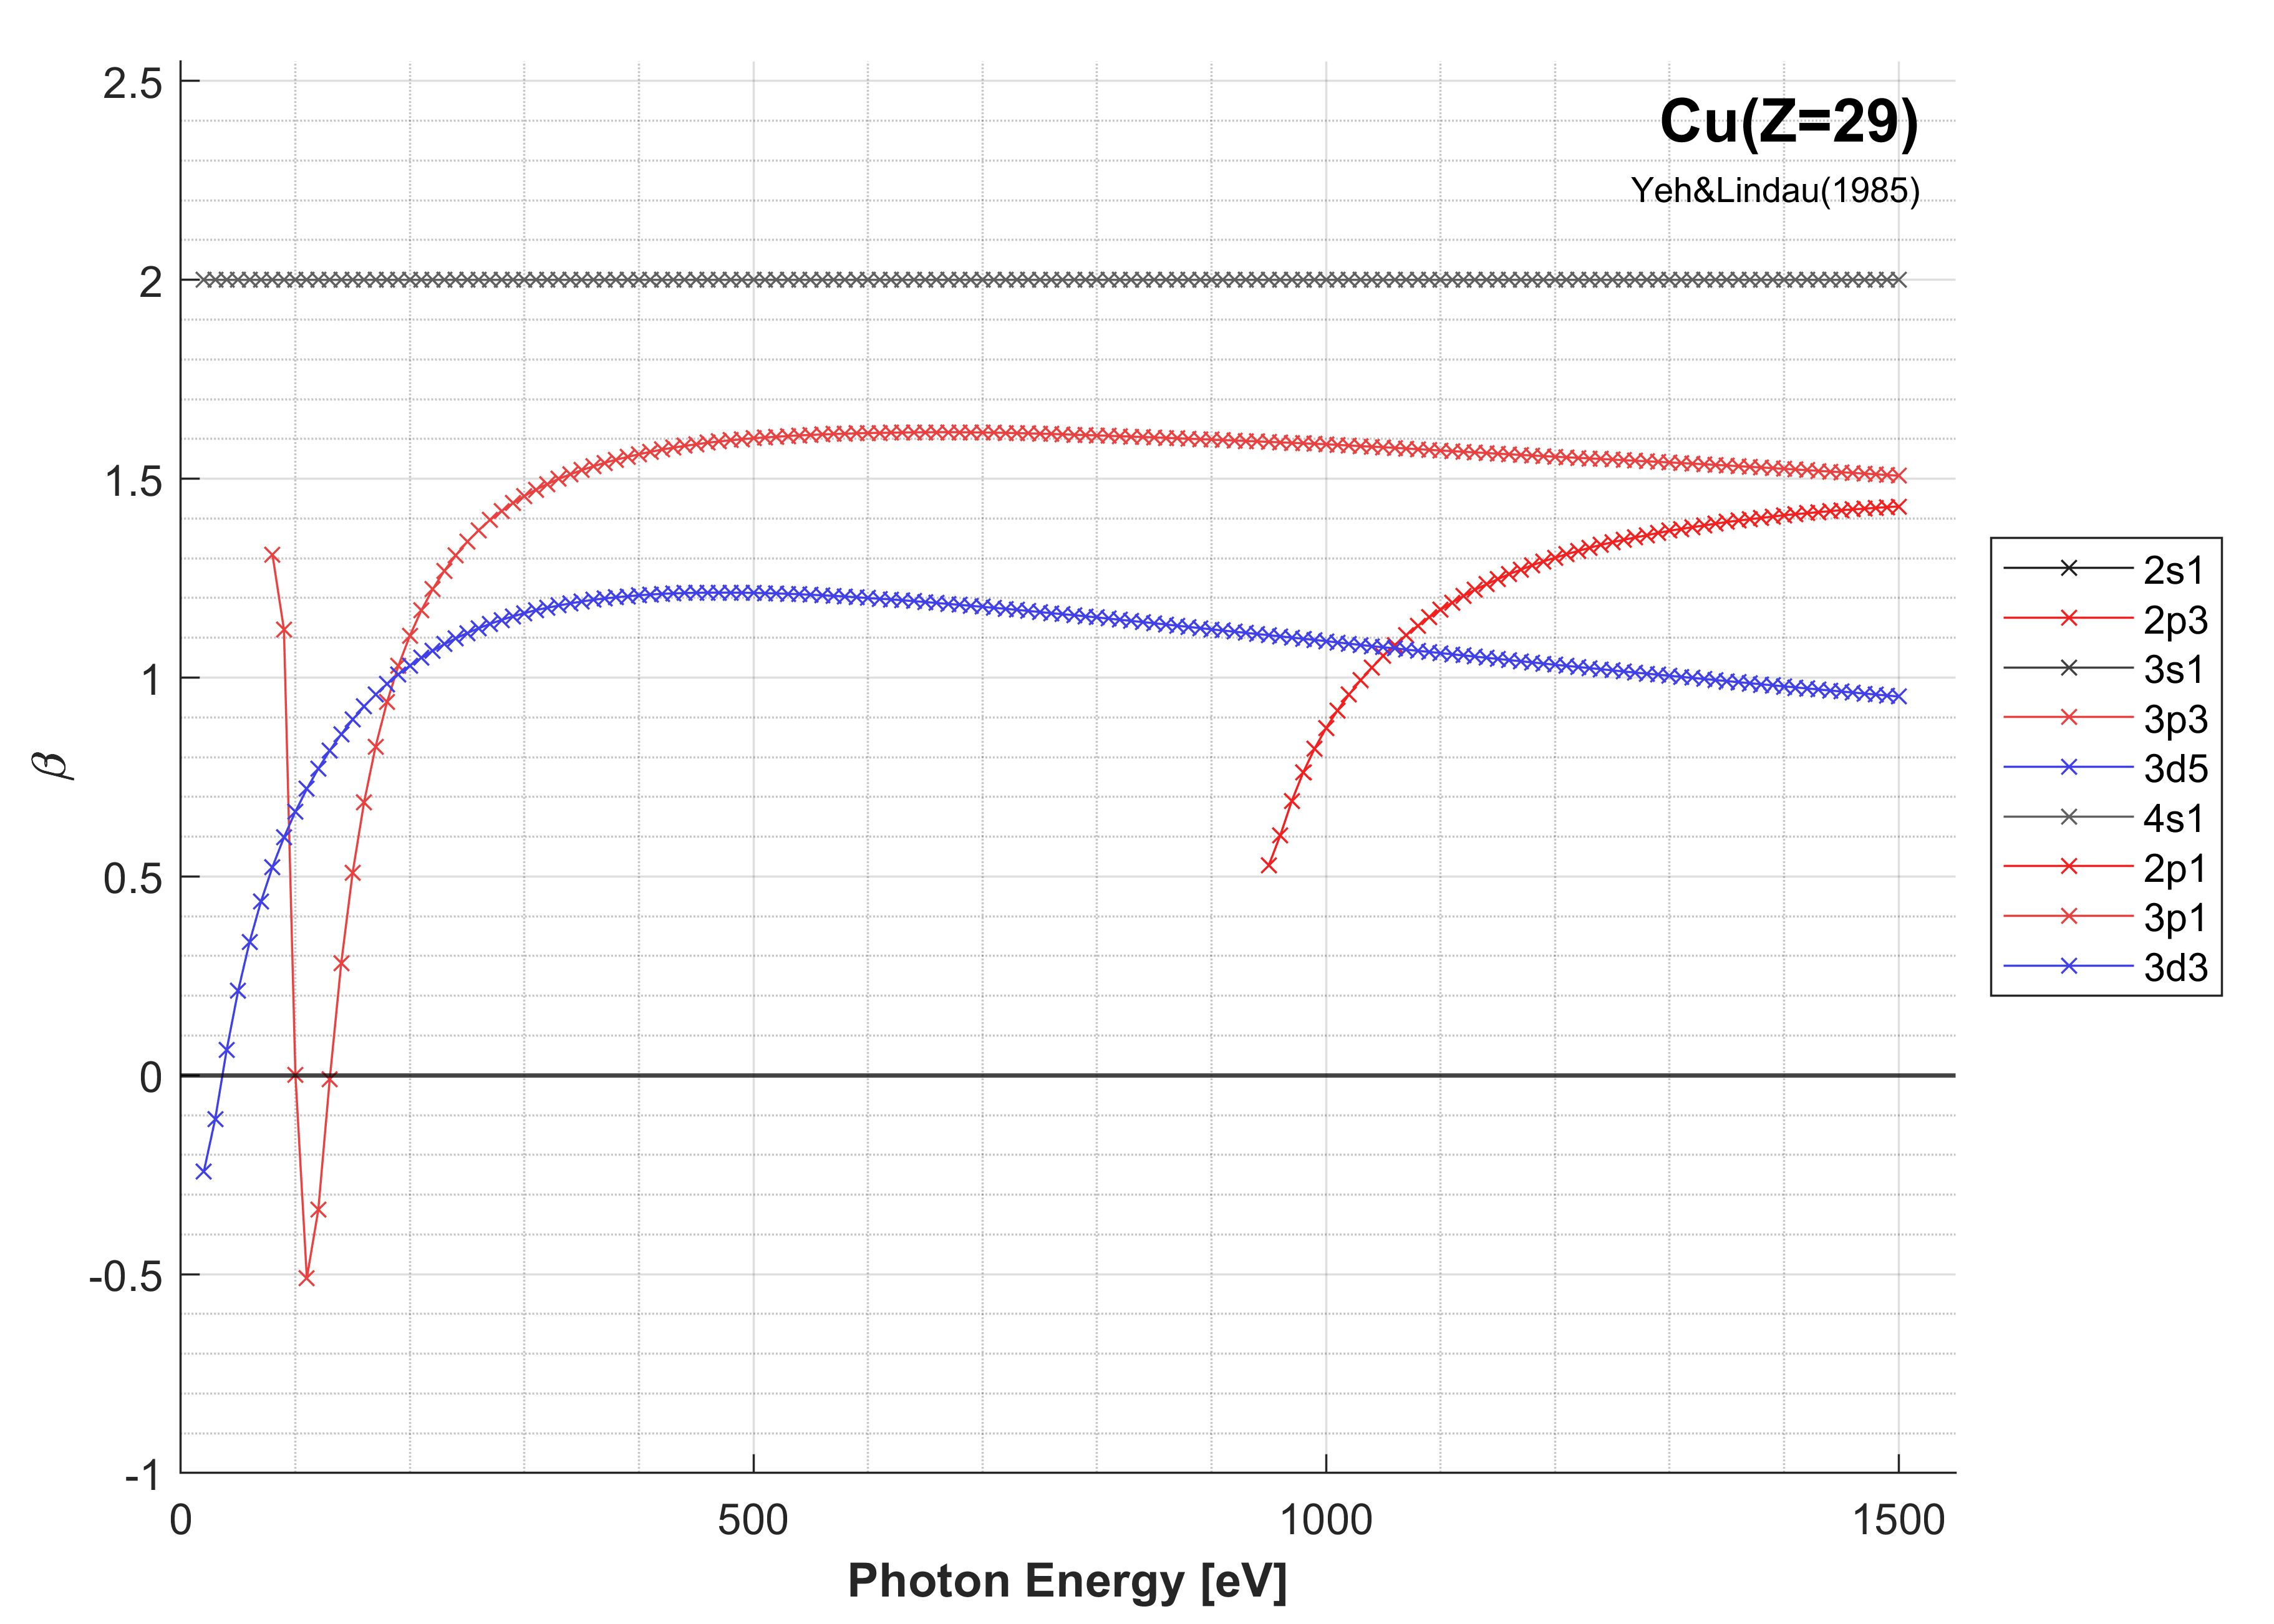 Cu(Z=29)
Yeh&Lindau(1985)
2.5
2
1.5
1
0.5
0
-0.5
-1
β
0 500 1000 1500
Photon Energy [eV]
2s1
2p3
3s1
3p3
3d5
4s1
2p1
3p1
3d3